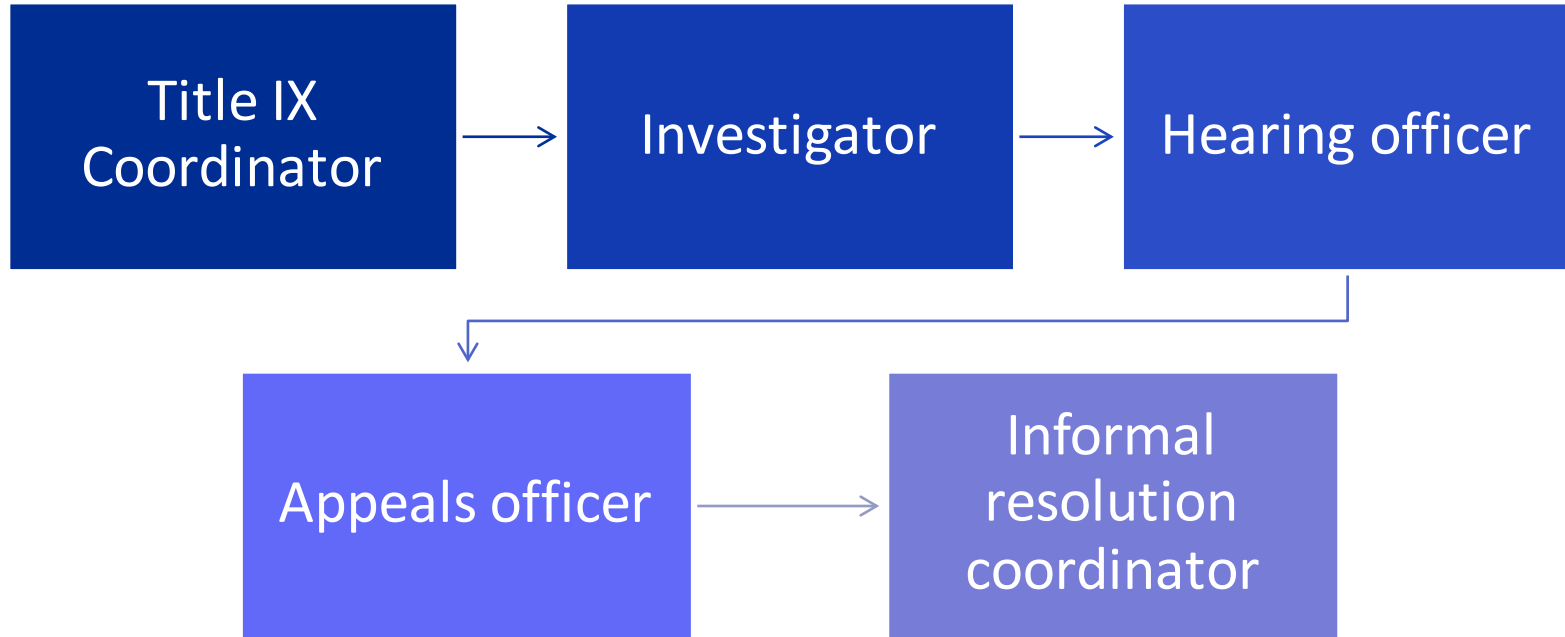 Title IX
Coordinator
Investigator
Hearing officer
Appeals officer
Informal
resolution
coordinator